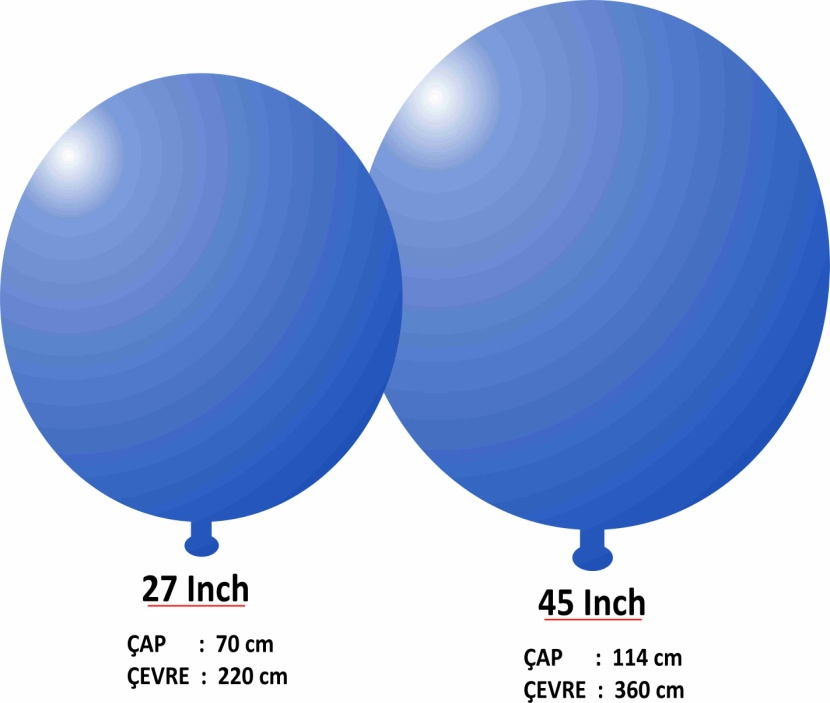 27 Inch
ÇAP : 70 cm
ÇEVRE : 220 cm
45 Inch
ÇAP : 114 cm
ÇEVRE : 360 cm